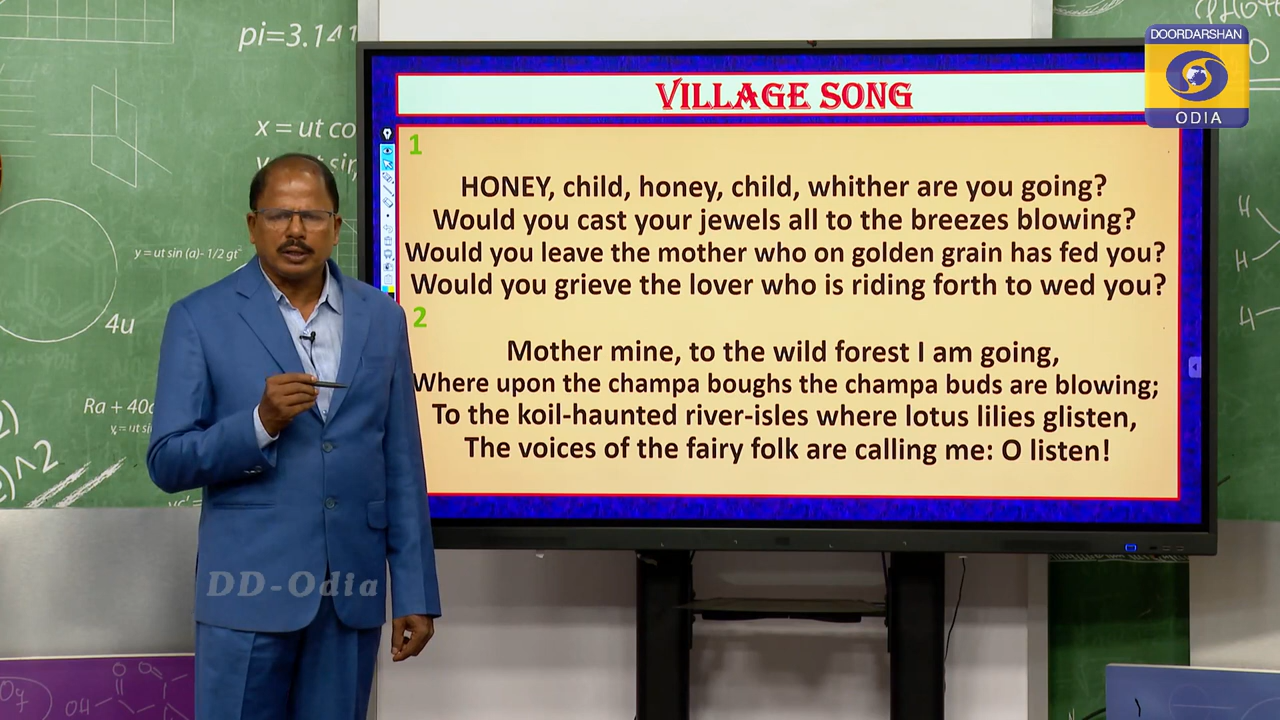 pi=3.141
x = ut co
y = ut sin
y = ut sin (a)- 1/2 gt²
4u
Ra + 40
DOORDARSHAN
ODIA
VILLAGE SONG
1
HONEY, child, honey, child, whither are you going?
Would you cast your jewels all to the breezes blowing?
Would you leave the mother who on golden grain has fed you?
Would you grieve the lover who is riding forth to wed you?
2
Mother mine, to the wild forest I am going,
Where upon the champa boughs the champa buds are blowing;
To the koil-haunted river-isles where lotus lilies glisten,
The voices of the fairy folk are calling me: O listen!
DD-Odia
H
H
OH